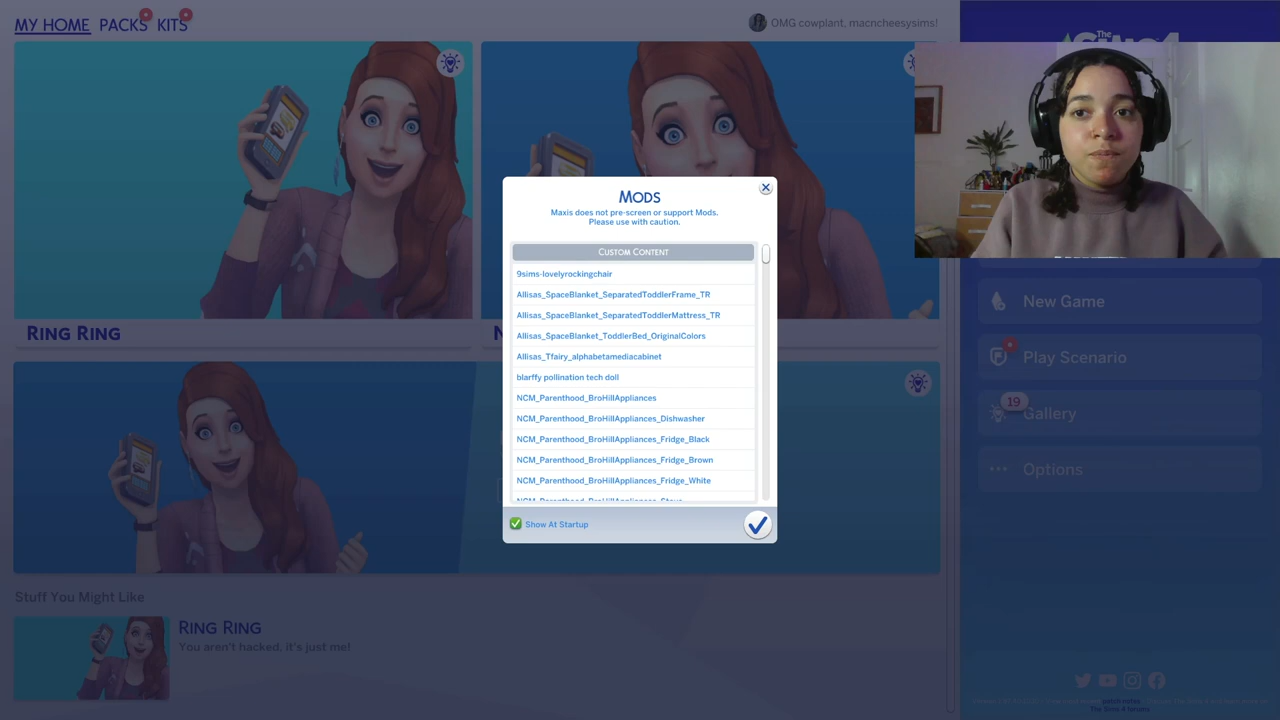 MY HOME PACKS KITS
OMG cowplant, macncheesysims!
The
RING RING
Mods
Maxis does not pre-screen or support Mods.
Please use with caution.
Custom Content
9sims-lovelyrockingchair
Allisas_SpaceBlanket_SeparatedToddlerFrame_TR
Allisas_SpaceBlanket_SeparatedToddlerMattress_TR
Allisas_SpaceBlanket_ToddlerBed_OriginalColors
Allisas_Tfairy_alphabetamediacabinet
blarffy pollination tech doll
NCM_Parenthood_BroHillAppliances
NCM_Parenthood_BroHillAppliances_Dishwasher
NCM_Parenthood_BroHillAppliances_Fridge_Black
NCM_Parenthood_BroHillAppliances_Fridge_Brown
NCM_Parenthood_BroHillAppliances_Fridge_White
Show At Startup
New Game
Play Scenario
19
Gallery
Options
Stuff You Might Like
RING RING
You aren't hacked, it's just me!